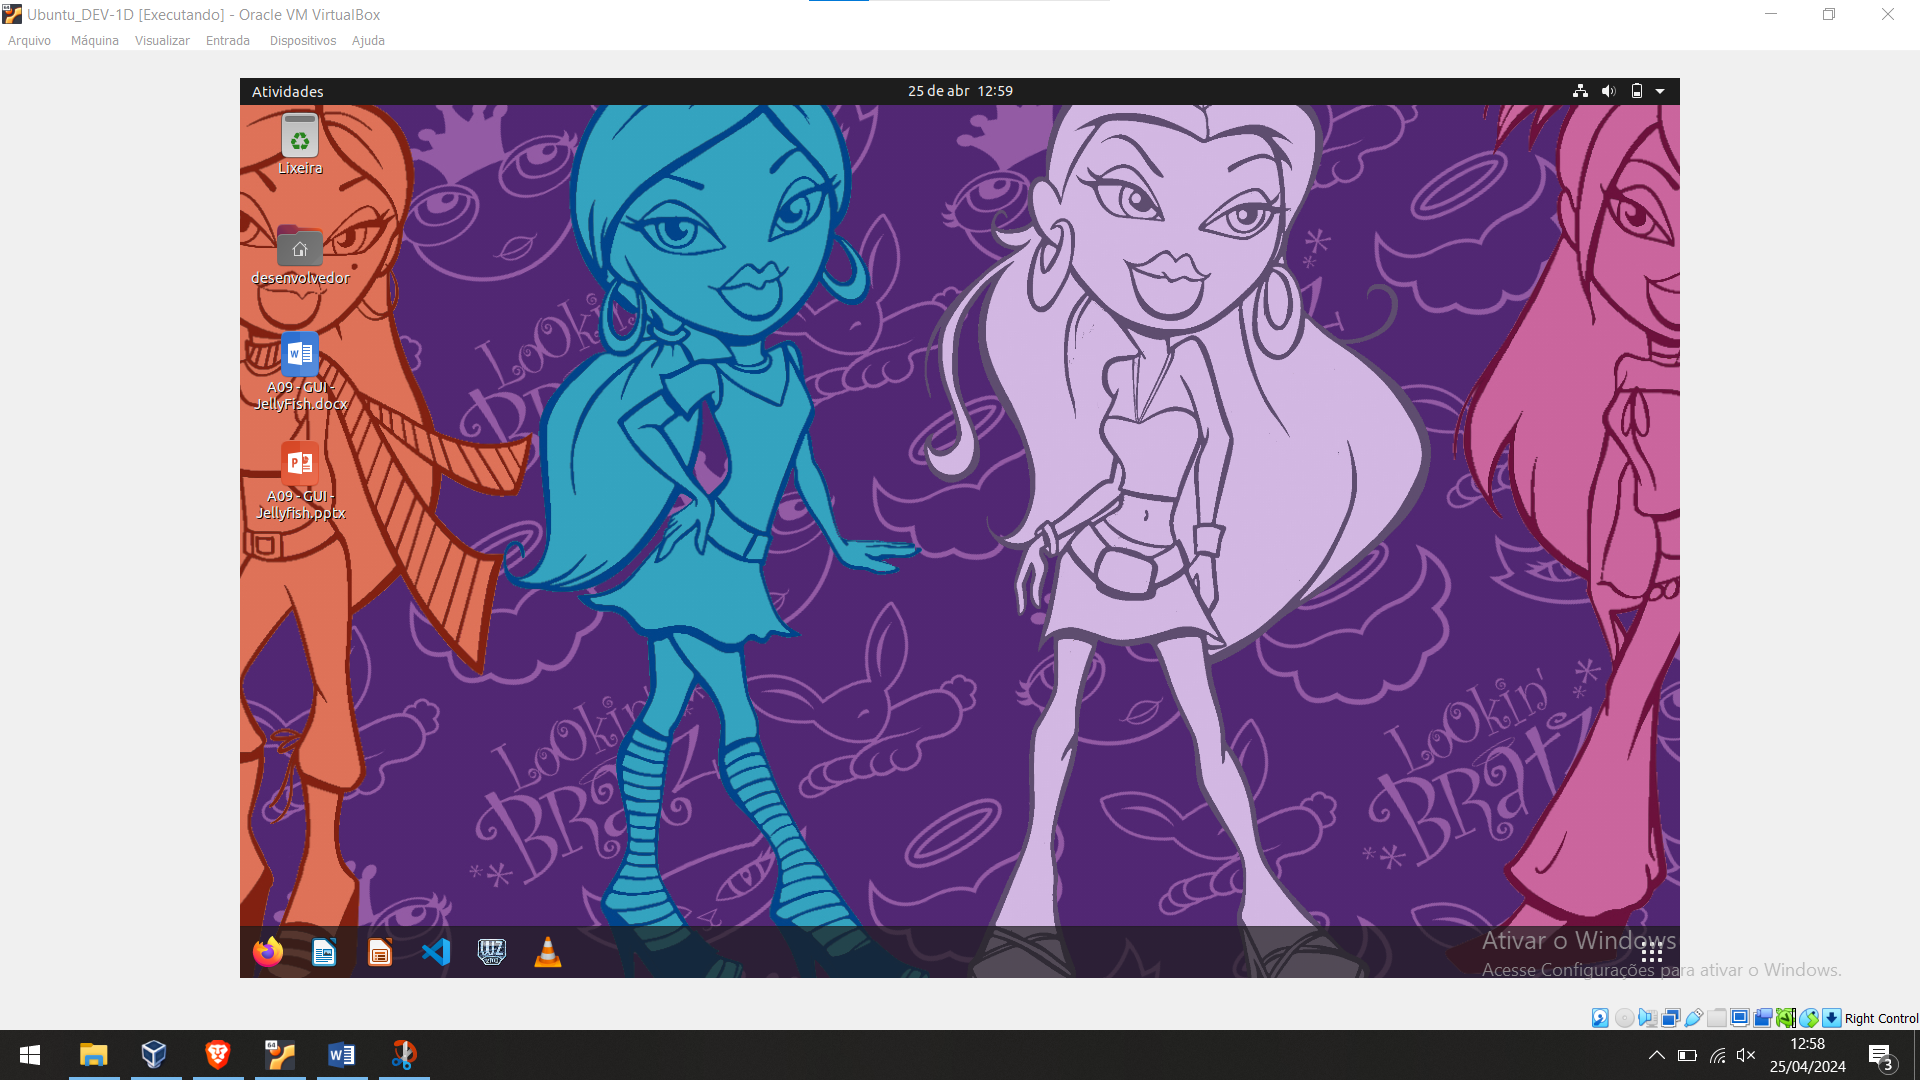 Ubuntu_DEV-1D [Executando] - Oracle VM VirtualBox
Arquivo Máquina Visualizar Entrada Dispositivos Ajuda
Atividades
25 de abr 12:59
Lixeira
desenvolvedor
A09 - GUI -
JellyFish.docx
A09 - GUI -
Jellyfish.pptx
Lookin'
BRatz
Lookin'
BRatz
Lookin'
BRatz
Ativar o Windows
Acesse Configurações para ativar o Windows.
Right Control
12:58
25/04/2024
3